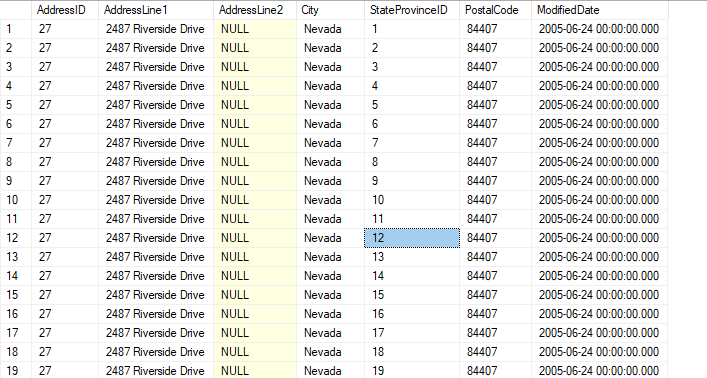 AddressID AddressLine1 AddressLine2 City StateProvinceID PostalCode ModifiedDate
1 27 2487 Riverside Drive NULL Nevada 1 84407 2005-06-24 00:00:00.000
2 27 2487 Riverside Drive NULL Nevada 2 84407 2005-06-24 00:00:00.000
3 27 2487 Riverside Drive NULL Nevada 3 84407 2005-06-24 00:00:00.000
4 27 2487 Riverside Drive NULL Nevada 4 84407 2005-06-24 00:00:00.000
5 27 2487 Riverside Drive NULL Nevada 5 84407 2005-06-24 00:00:00.000
6 27 2487 Riverside Drive NULL Nevada 6 84407 2005-06-24 00:00:00.000
7 27 2487 Riverside Drive NULL Nevada 7 84407 2005-06-24 00:00:00.000
8 27 2487 Riverside Drive NULL Nevada 8 84407 2005-06-24 00:00:00.000
9 27 2487 Riverside Drive NULL Nevada 9 84407 2005-06-24 00:00:00.000
10 27 2487 Riverside Drive NULL Nevada 10 84407 2005-06-24 00:00:00.000
11 27 2487 Riverside Drive NULL Nevada 11 84407 2005-06-24 00:00:00.000
12 27 2487 Riverside Drive NULL Nevada 12 84407 2005-06-24 00:00:00.000
13 27 2487 Riverside Drive NULL Nevada 13 84407 2005-06-24 00:00:00.000
14 27 2487 Riverside Drive NULL Nevada 14 84407 2005-06-24 00:00:00.000
15 27 2487 Riverside Drive NULL Nevada 15 84407 2005-06-24 00:00:00.000
16 27 2487 Riverside Drive NULL Nevada 16 84407 2005-06-24 00:00:00.000
17 27 2487 Riverside Drive NULL Nevada 17 84407 2005-06-24 00:00:00.000
18 27 2487 Riverside Drive NULL Nevada 18 84407 2005-06-24 00:00:00.000
19 27 2487 Riverside Drive NULL Nevada 19 84407 2005-06-24 00:00:00.000